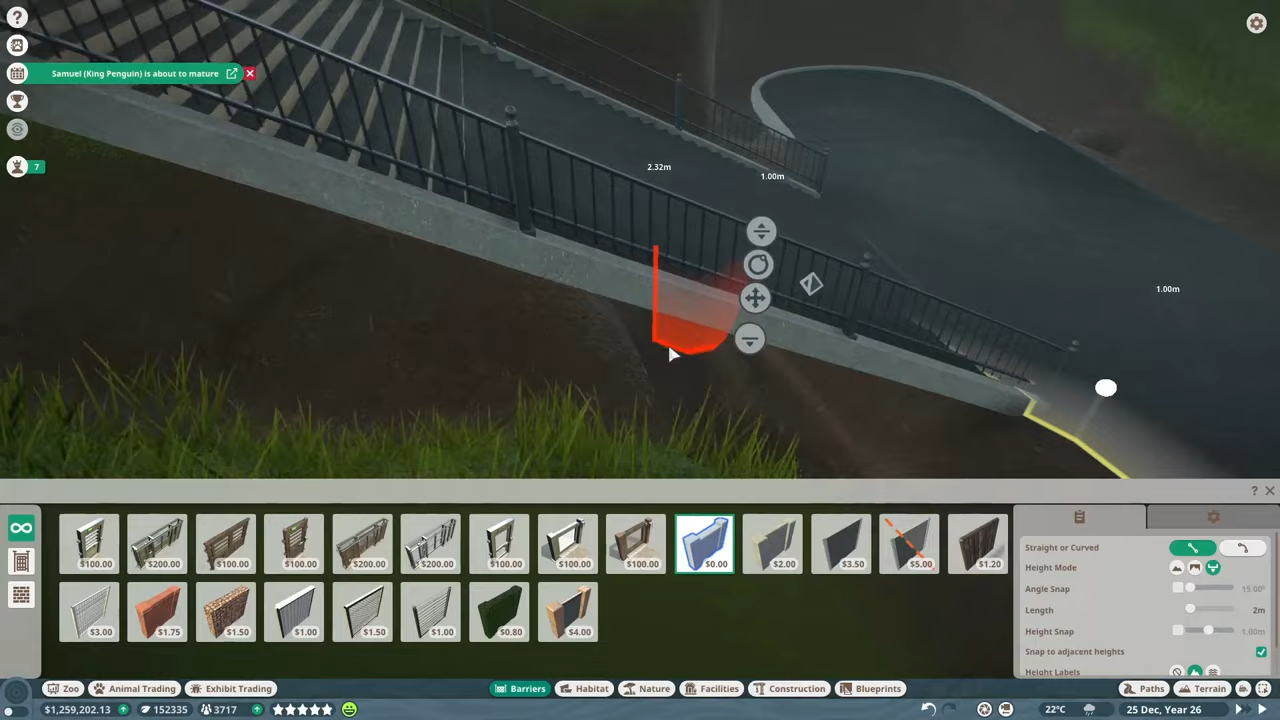 ?
Samuel (King Penguin) is about to mature
7
2.32m
1.00m
1.00m
?
$100.00
$200.00
$100.00
$100.00
$200.00
$200.00
$100.00
$100.00
$100.00
$0.00
$2.00
$3.50
$5.00
$1.20
$3.00
$1.75
$1.50
$1.00
$1.50
$1.00
$0.80
$4.00
Straight or Curved
Height Mode
Angle Snap 15.00°
Length 2m
Height Snap 1.00m
Snap to adjacent heights
Height Labels
Zoo
Animal Trading
Exhibit Trading
Barriers
Habitat
Nature
Facilities
Construction
Blueprints
Paths
Terrain
$1,259,202.13
152335
3717
22°C
25 Dec, Year 26